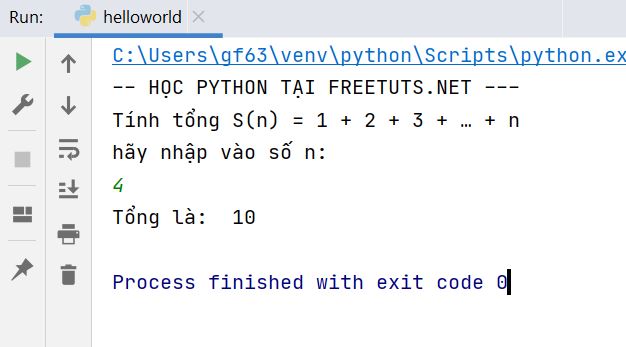 Run: helloworld
C:\Users\gf63\venv\python\Scripts\python.ex
-- HỌC PYTHON TẠI FREETUTS.NET ---
Tính tổng S(n) = 1 + 2 + 3 + … + n
hãy nhập vào số n:
4
Tổng là:  10
Process finished with exit code 0